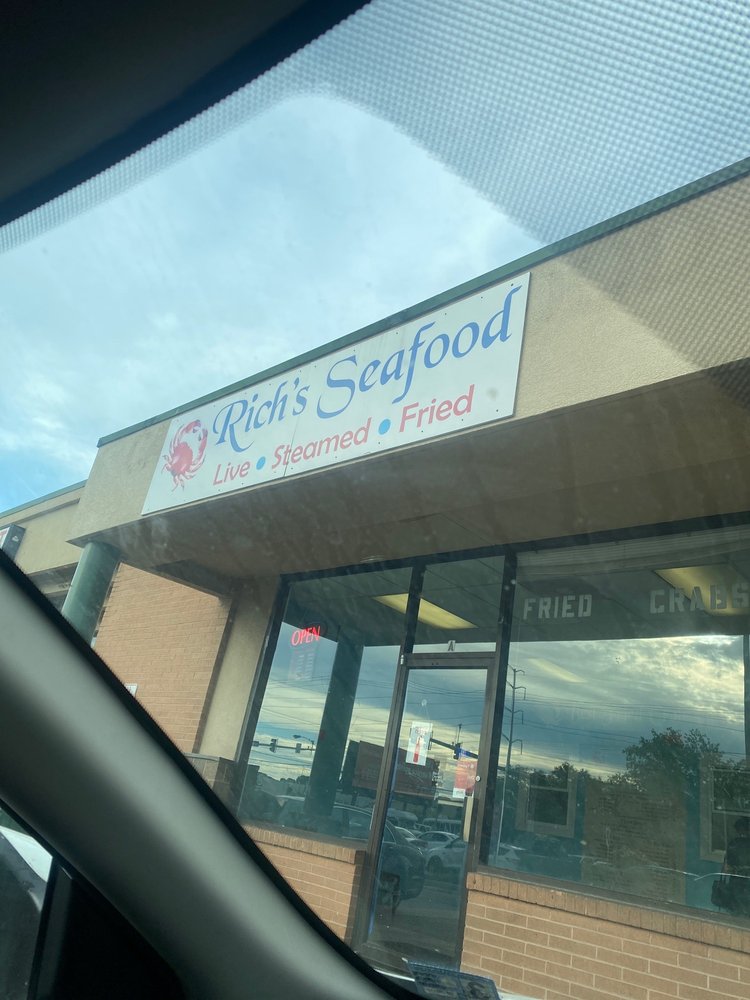 Rich's Seafood
Live • Steamed • Fried
OPEN
A
FRIED CRABS